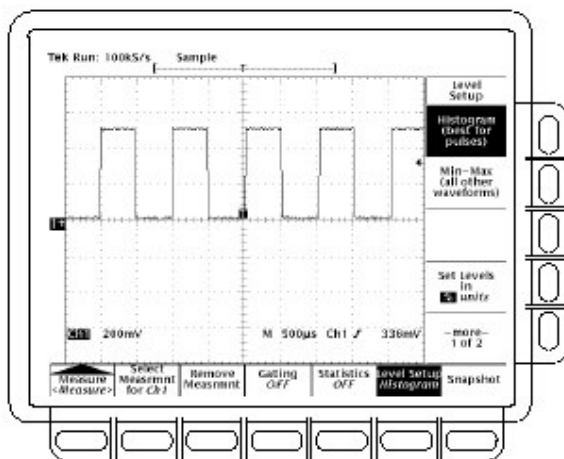 Tek Run: 100kS/s Sample
Level
Setup
Histogram
(best for
pulses)
Min-Max
(all other
waveforms)
Set Levels
in
% units
-more-
1 of 2
T
1
Ch1 200mV M 500µs Ch1 336mV
Measure
<Measure>
Select
Measrmnt
for Ch1
Remove
Measrmnt
Gating
OFF
Statistics
OFF
Level Setup
Histogram
Snapshot